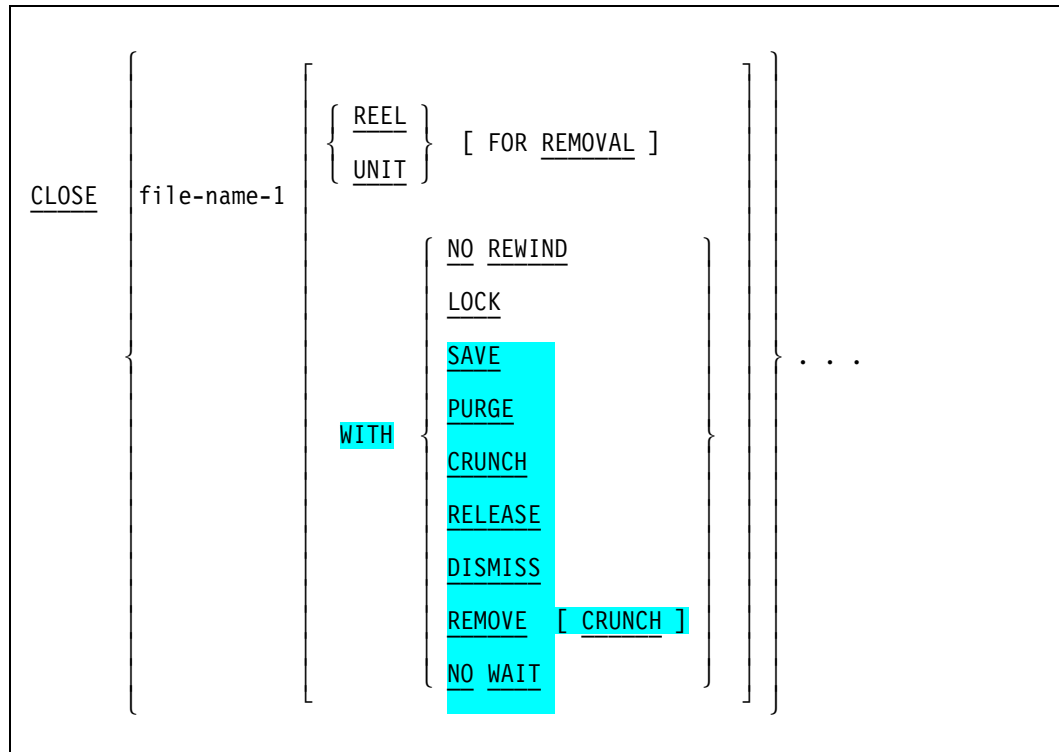 REEL
[ FOR REMOVAL ]
UNIT
CLOSE file-name-1
NO REWIND
LOCK
SAVE
. . .
PURGE
WITH
CRUNCH
RELEASE
DISMISS
REMOVE [ CRUNCH ]
NO WAIT